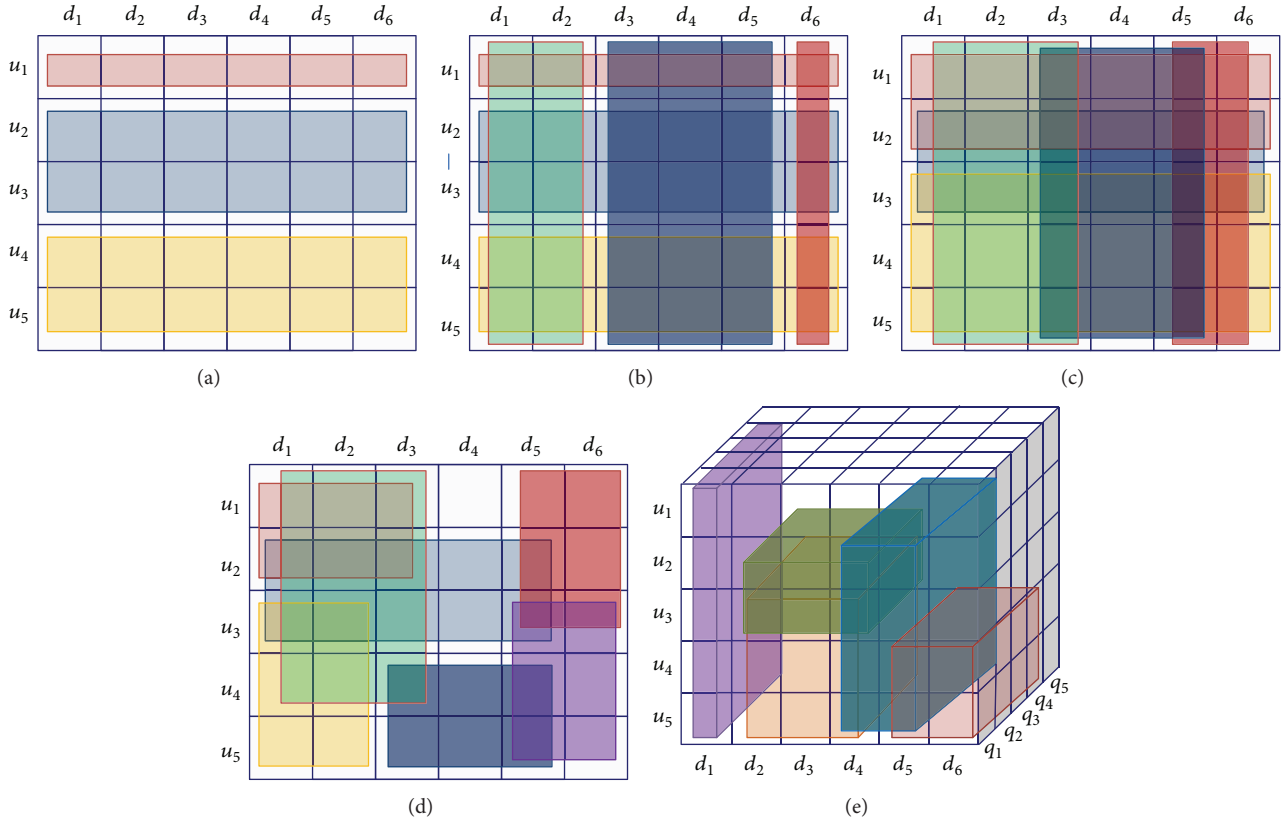 d1 d2 d3 d4 d5 d6
u1
u2
u3
u4
u5
(a)
d1 d2 d3 d4 d5 d6
u1
u2
u3
u4
u5
(b)
d1 d2 d3 d4 d5 d6
u1
u2
u3
u4
u5
(c)
d1 d2 d3 d4 d5 d6
u1
u2
u3
u4
u5
(d)
u1
u2
u3
u4
u5
d1 d2 d3 d4 d5 d6
q1 q2 q3 q4 q5
(e)